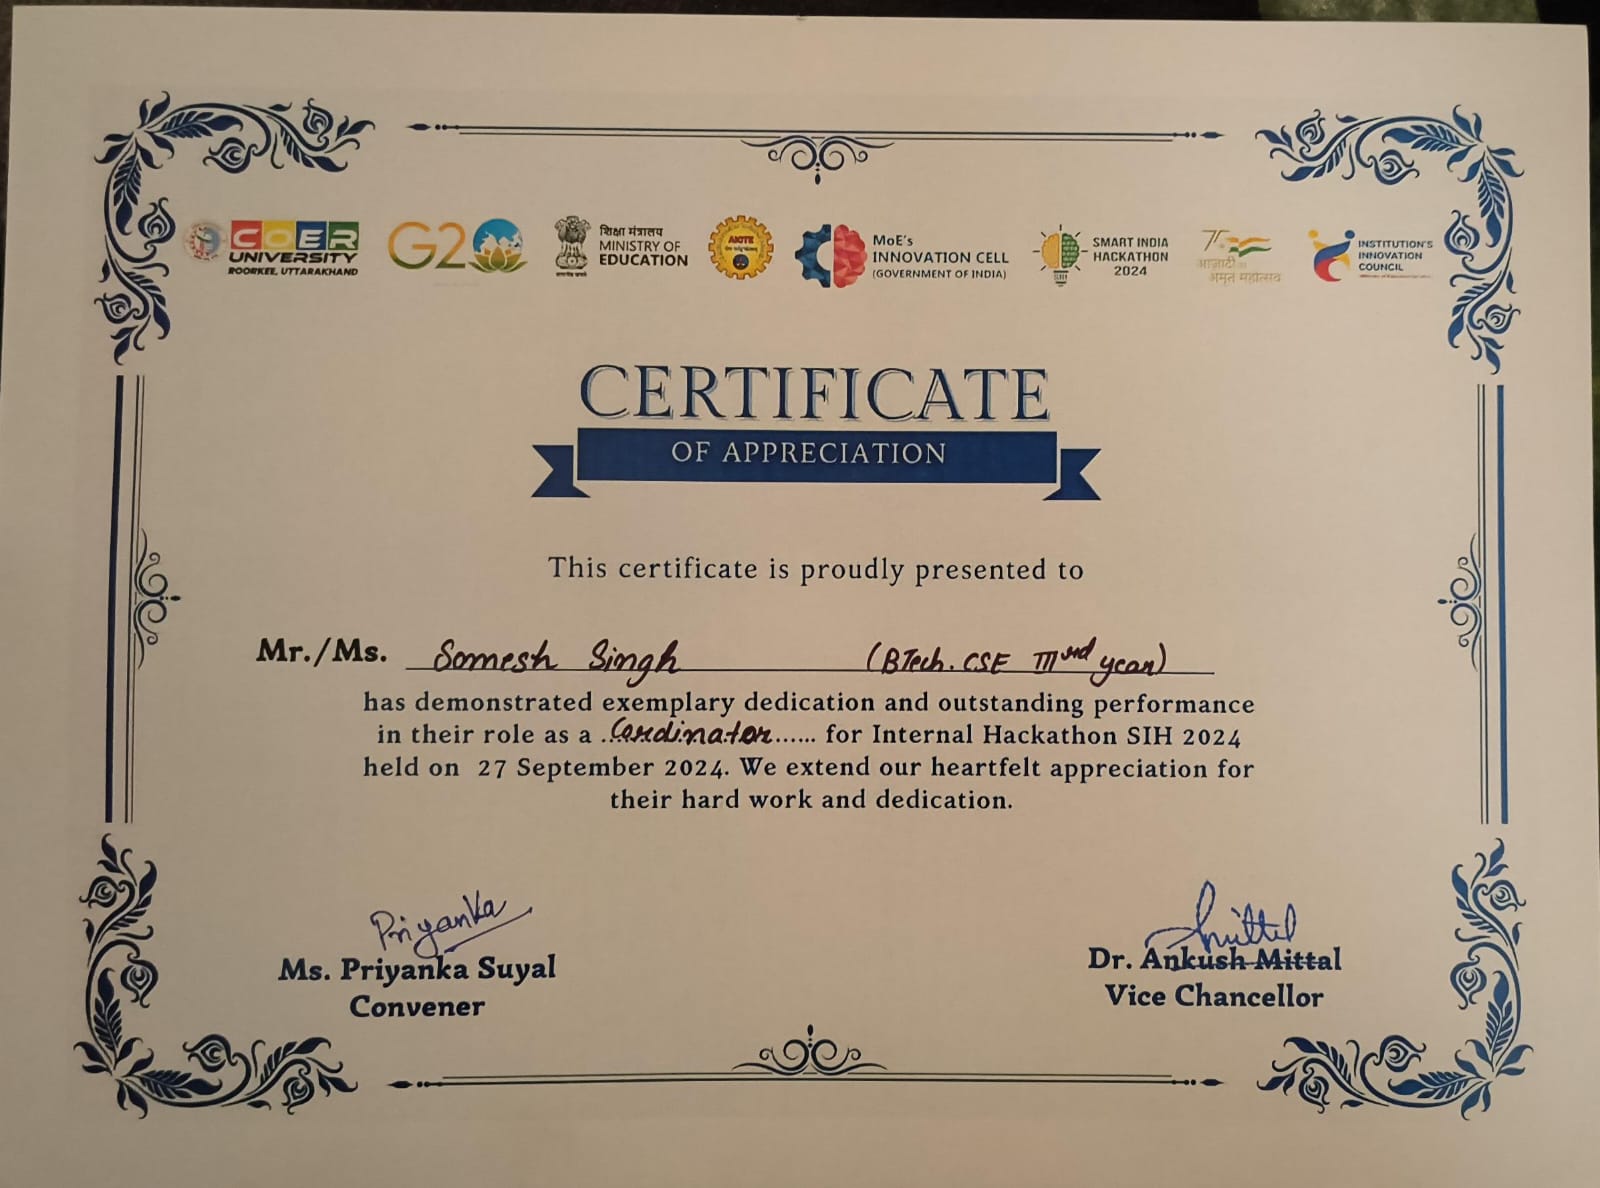 COER
UNIVERSITY
ROORKEE, UTTARAKHAND
G20
शिक्षा मंत्रालय
MINISTRY OF
EDUCATION
AICTE
MoE's
INNOVATION CELL
(GOVERNMENT OF INDIA)
SMART INDIA
HACKATHON
2024
SIH
75
आज़ादी का
अमृत महोत्सव
INSTITUTION'S
INNOVATION
COUNCIL
CERTIFICATE
OF APPRECIATION
This certificate is proudly presented to
Mr./Ms. Somesh Singh (BTech. CSE IIIrd year)
has demonstrated exemplary dedication and outstanding performance
in their role as a ..Cordinator...... for Internal Hackathon SIH 2024
held on 27 September 2024. We extend our heartfelt appreciation for
their hard work and dedication.
Priyanka
Ms. Priyanka Suyal
Convener
Dr. Ankush Mittal
Vice Chancellor